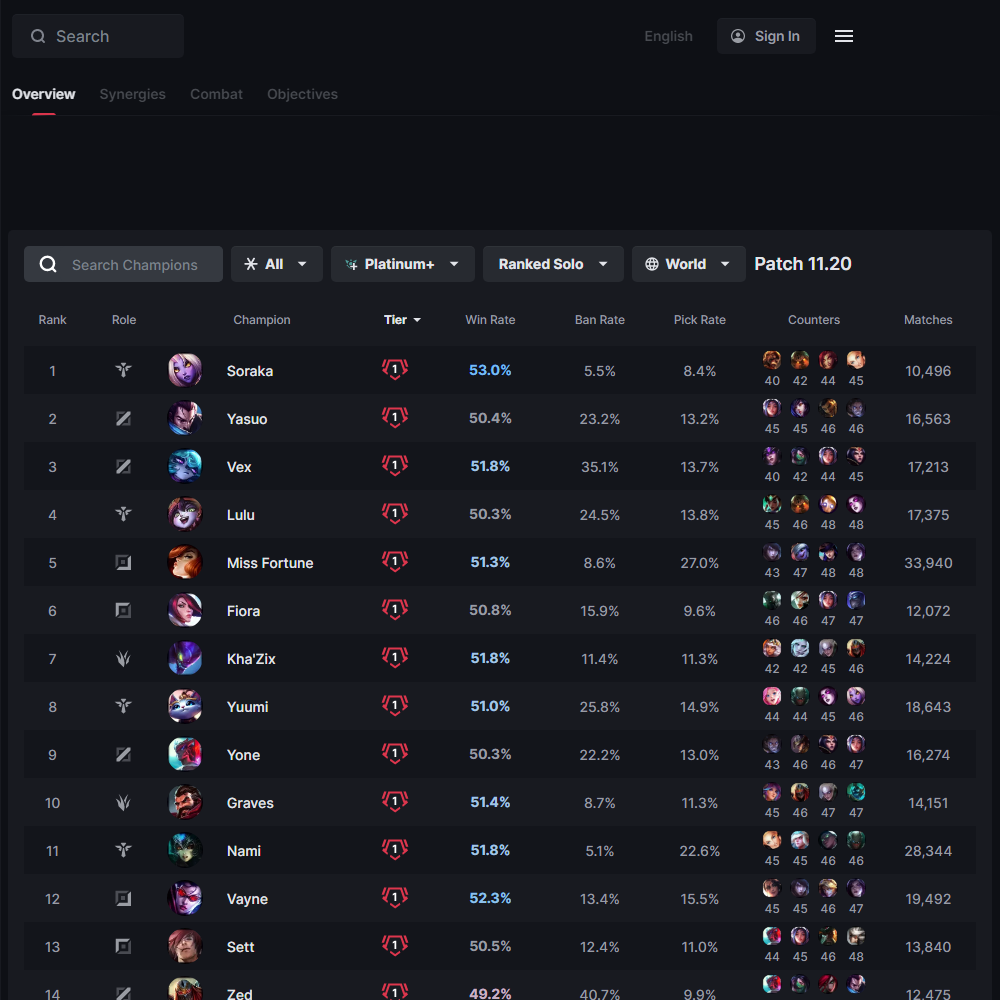 Search
English
Sign In
Overview Synergies Combat Objectives
Search Champions All Platinum+ Ranked Solo World Patch 11.20
Rank Role Champion Tier Win Rate Ban Rate Pick Rate Counters Matches
1 Soraka 1 53.0% 5.5% 8.4% 40 42 44 45 10,496
2 Yasuo 1 50.4% 23.2% 13.2% 45 45 46 46 16,563
3 Vex 1 51.8% 35.1% 13.7% 40 42 44 45 17,213
4 Lulu 1 50.3% 24.5% 13.8% 45 46 48 48 17,375
5 Miss Fortune 1 51.3% 8.6% 27.0% 43 47 48 48 33,940
6 Fiora 1 50.8% 15.9% 9.6% 46 46 47 47 12,072
7 Kha'Zix 1 51.8% 11.4% 11.3% 42 42 45 46 14,224
8 Yuumi 1 51.0% 25.8% 14.9% 44 44 45 46 18,643
9 Yone 1 50.3% 22.2% 13.0% 43 46 46 47 16,274
10 Graves 1 51.4% 8.7% 11.3% 45 46 47 47 14,151
11 Nami 1 51.8% 5.1% 22.6% 45 45 46 46 28,344
12 Vayne 1 52.3% 13.4% 15.5% 45 45 46 47 19,492
13 Sett 1 50.5% 12.4% 11.0% 44 45 46 48 13,840
14 Zed 1 49.2% 40.7% 9.9% 12,475